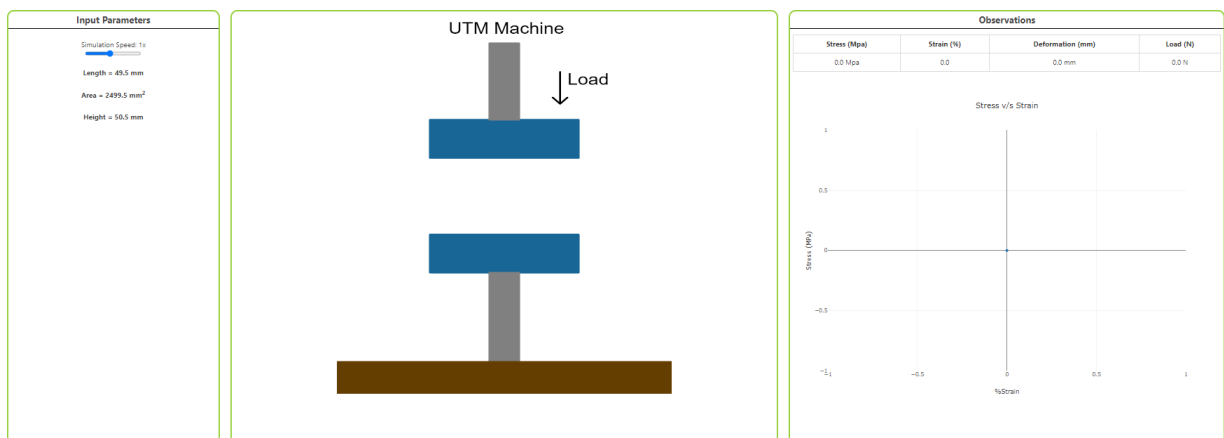 Input Parameters
Simulation Speed: 1x
Length = 49.5 mm
Area = 2499.5 mm²
Height = 50.5 mm
UTM Machine
Load
Observations
Stress (Mpa) Strain (%) Deformation (mm) Load (N)
0.0 Mpa 0.0 0.0 mm 0.0 N
Stress v/s Strain
1
0.5
0
−0.5
−1
Stress (MPa)
−1 −0.5 0 0.5 1
%Strain